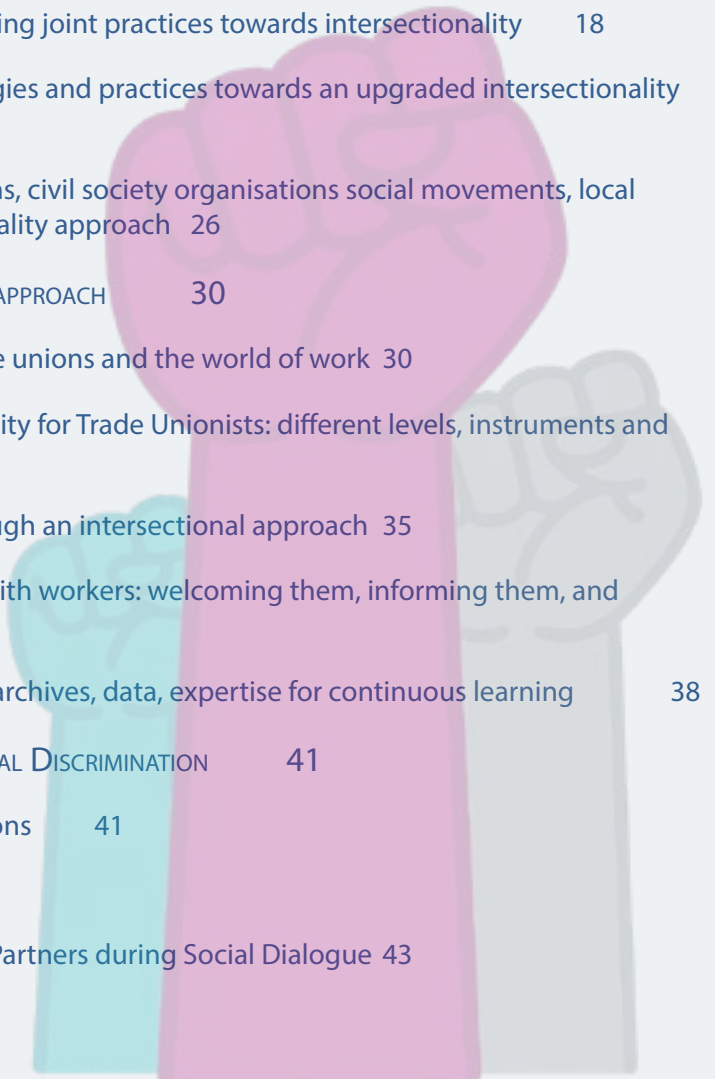 ing joint practices towards intersectionality 18
gies and practices towards an upgraded intersectionality
ns, civil society organisations social movements, local
ality approach 26
APPROACH 30
e unions and the world of work 30
ity for Trade Unionists: different levels, instruments and
ugh an intersectional approach 35
ith workers: welcoming them, informing them, and
archives, data, expertise for continuous learning 38
AL DISCRIMINATION 41
ons 41
Partners during Social Dialogue 43